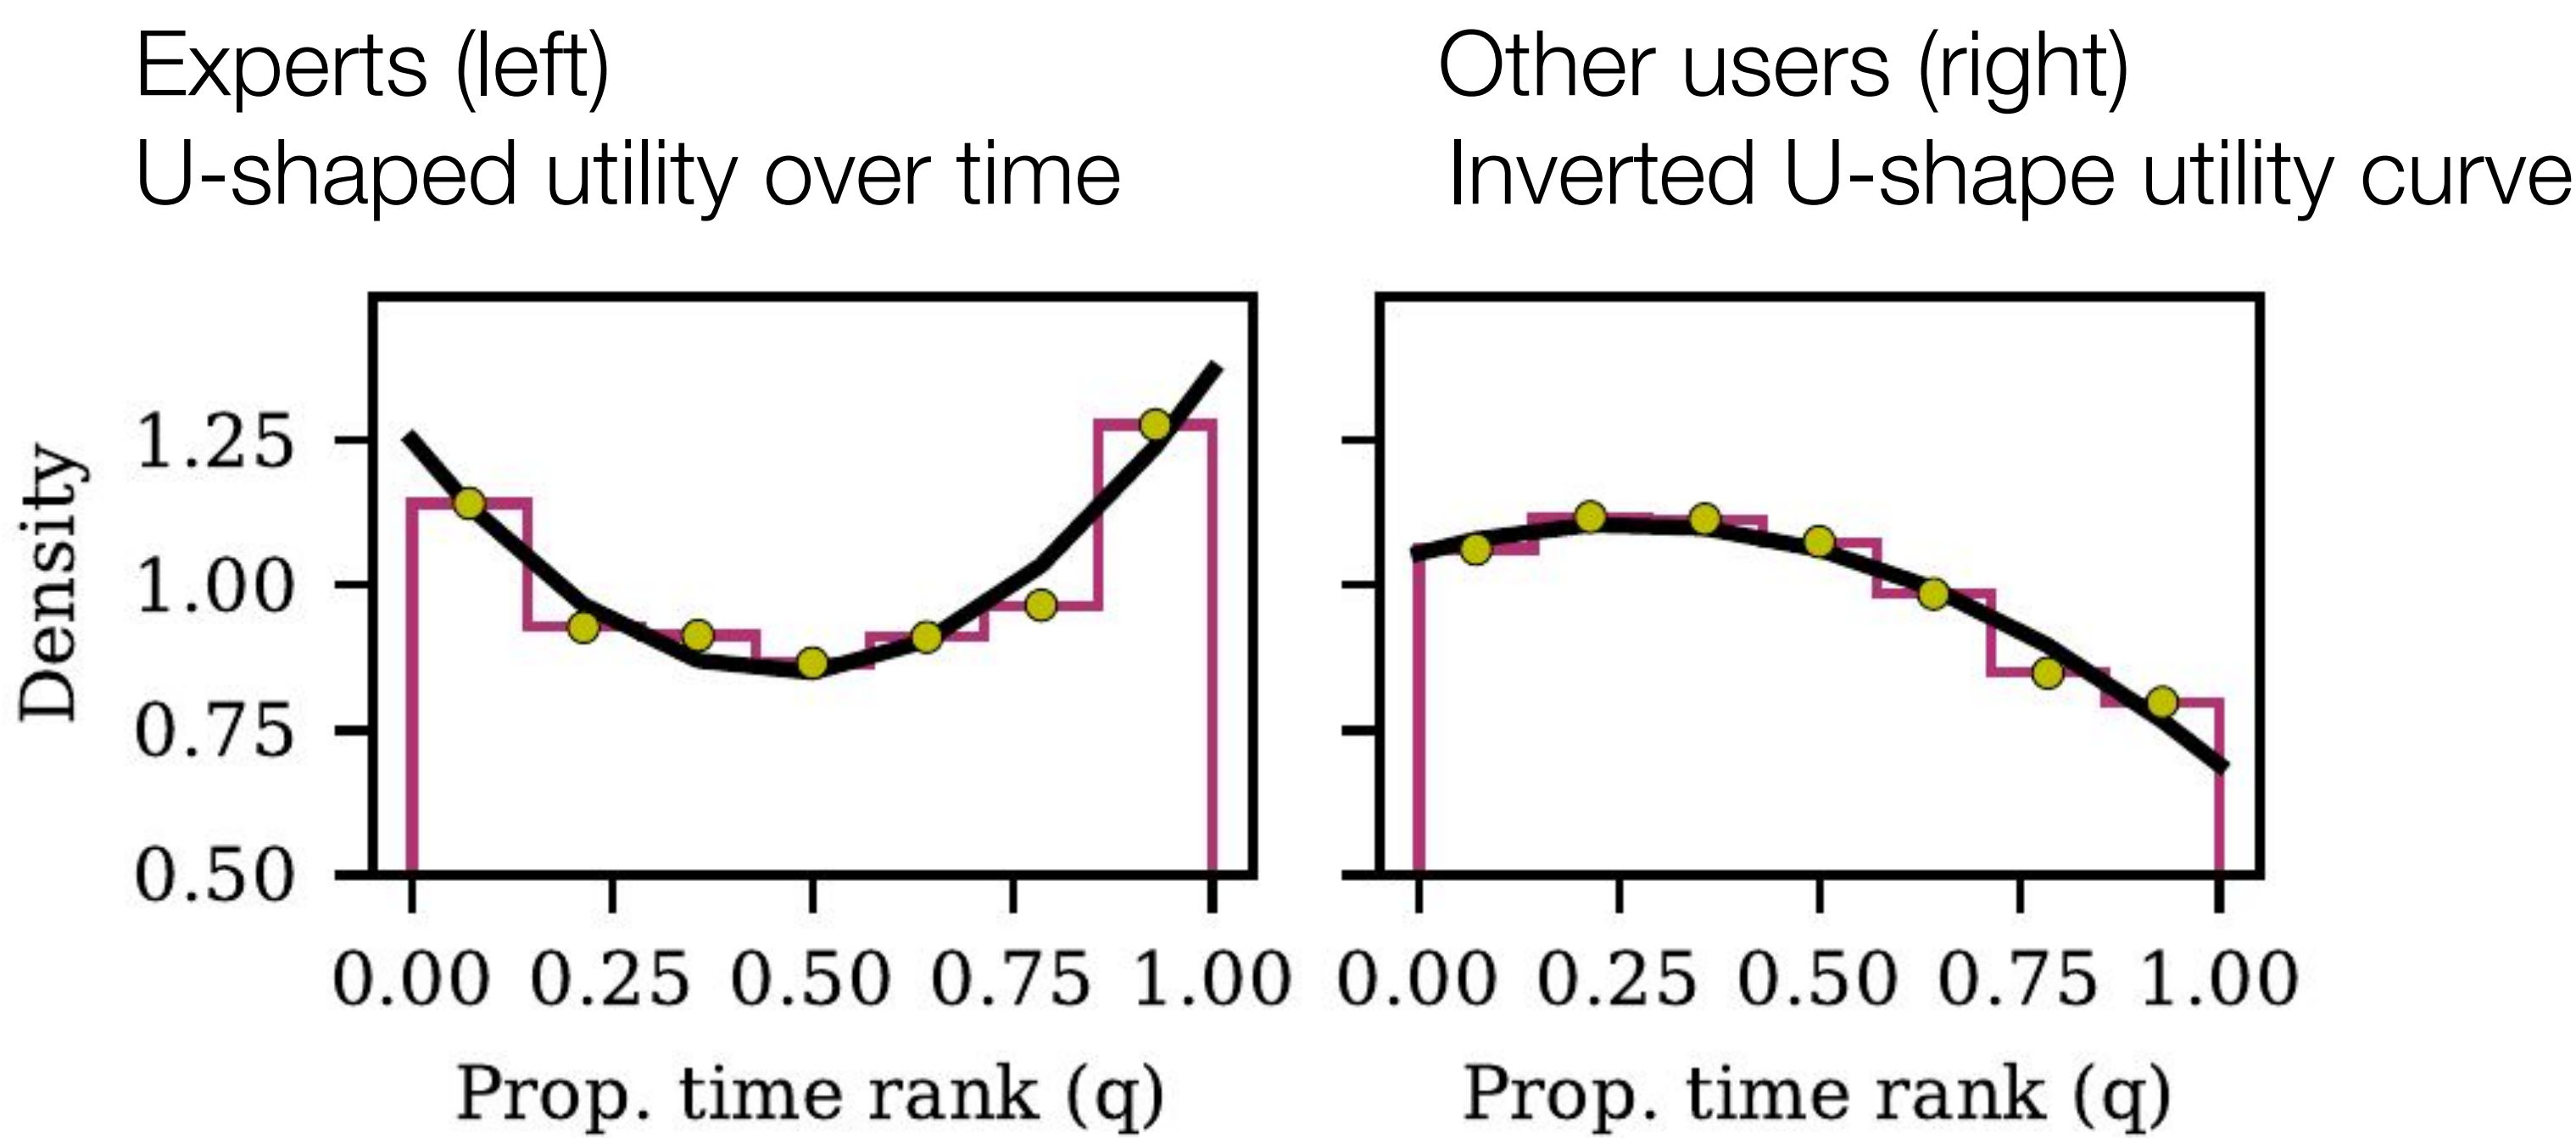 Experts (left)
U-shaped utility over time
Other users (right)
Inverted U-shape utility curve
Density
1.25
1.00
0.75
0.50
0.00 0.25 0.50 0.75 1.00
Prop. time rank (q)
0.00 0.25 0.50 0.75 1.00
Prop. time rank (q)